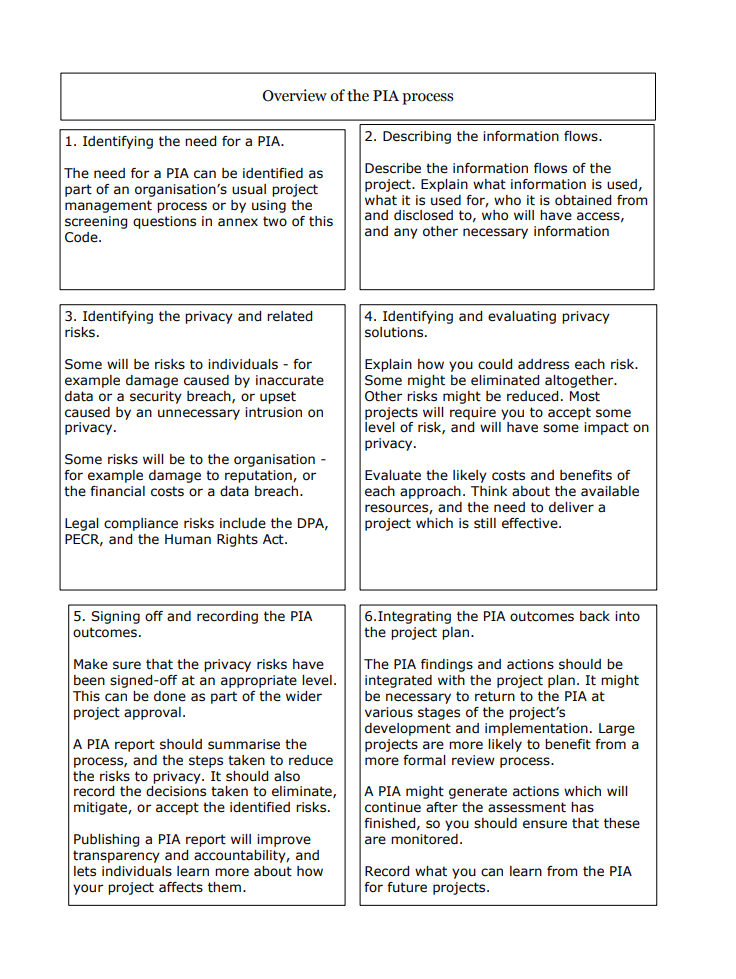 Overview of the PIA process
1. Identifying the need for a PIA.
The need for a PIA can be identified as
part of an organisation’s usual project
management process or by using the
screening questions in annex two of this
Code.
2. Describing the information flows.
Describe the information flows of the
project. Explain what information is used,
what it is used for, who it is obtained from
and disclosed to, who will have access,
and any other necessary information
3. Identifying the privacy and related
risks.
Some will be risks to individuals - for
example damage caused by inaccurate
data or a security breach, or upset
caused by an unnecessary intrusion on
privacy.
Some risks will be to the organisation -
for example damage to reputation, or
the financial costs or a data breach.
Legal compliance risks include the DPA,
PECR, and the Human Rights Act.
4. Identifying and evaluating privacy
solutions.
Explain how you could address each risk.
Some might be eliminated altogether.
Other risks might be reduced. Most
projects will require you to accept some
level of risk, and will have some impact on
privacy.
Evaluate the likely costs and benefits of
each approach. Think about the available
resources, and the need to deliver a
project which is still effective.
5. Signing off and recording the PIA
outcomes.
Make sure that the privacy risks have
been signed-off at an appropriate level.
This can be done as part of the wider
project approval.
A PIA report should summarise the
process, and the steps taken to reduce
the risks to privacy. It should also
record the decisions taken to eliminate,
mitigate, or accept the identified risks.
Publishing a PIA report will improve
transparency and accountability, and
lets individuals learn more about how
your project affects them.
6.Integrating the PIA outcomes back into
the project plan.
The PIA findings and actions should be
integrated with the project plan. It might
be necessary to return to the PIA at
various stages of the project’s
development and implementation. Large
projects are more likely to benefit from a
more formal review process.
A PIA might generate actions which will
continue after the assessment has
finished, so you should ensure that these
are monitored.
Record what you can learn from the PIA
for future projects.